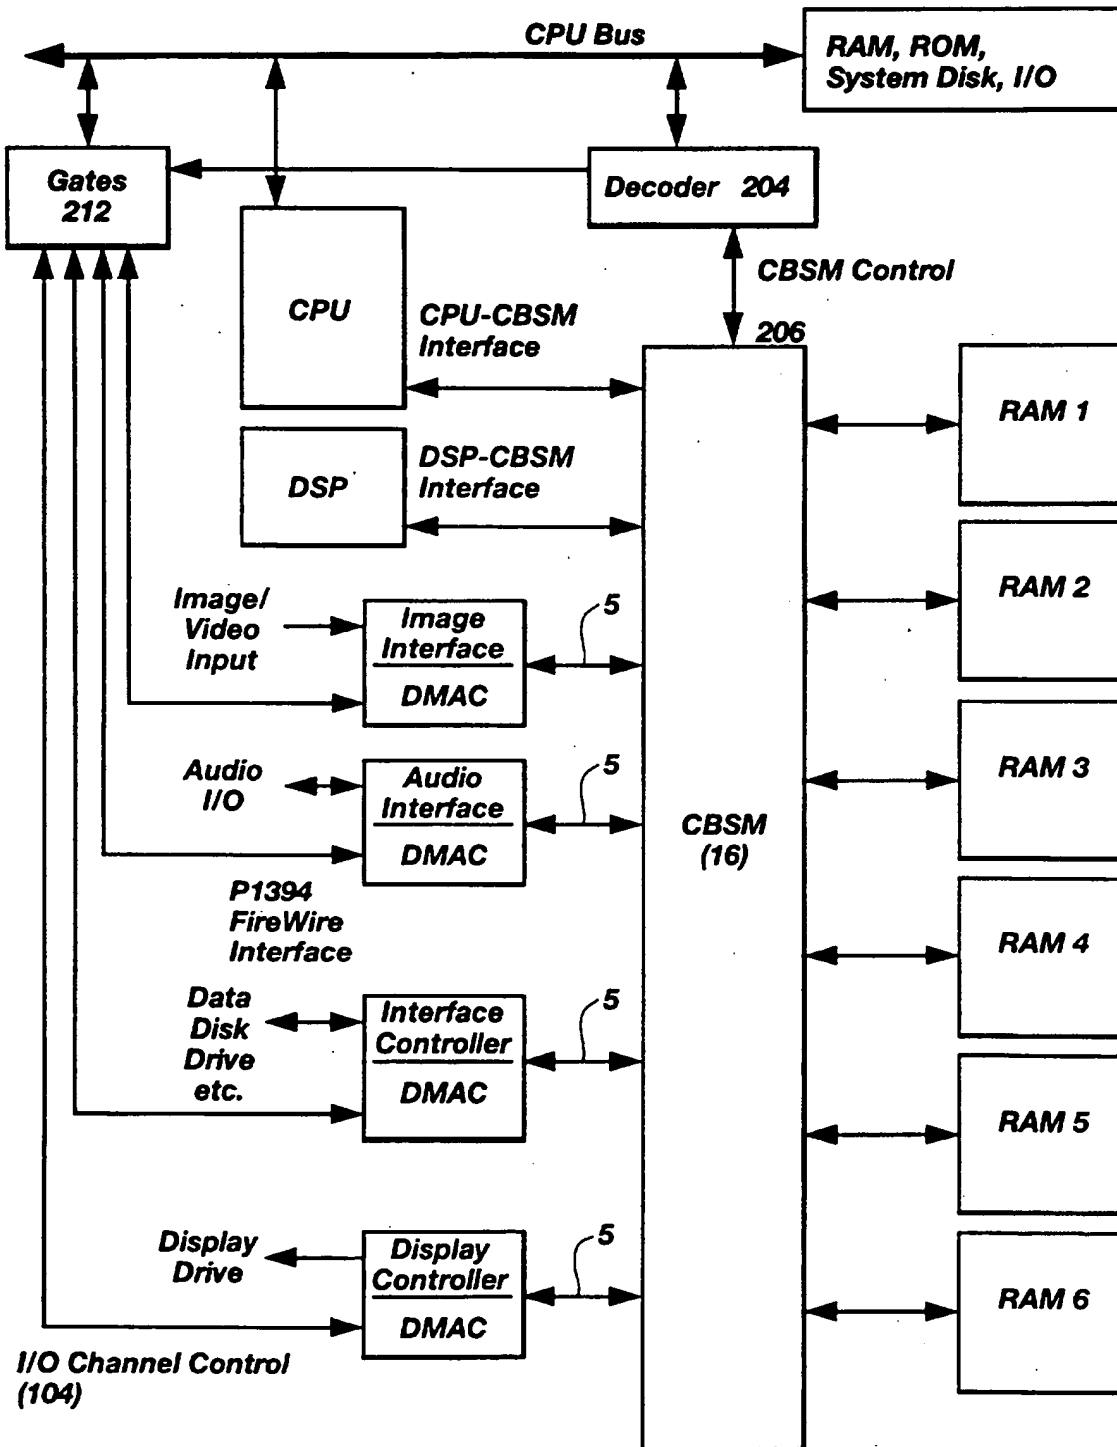 CPU Bus
RAM, ROM,
System Disk, I/O
Gates
212
Decoder 204
CBSM Control
CPU
CPU-CBSM
Interface
206
RAM 1
DSP
DSP-CBSM
Interface
RAM 2
Image/
Video
Input
Image
Interface
DMAC
5
RAM 3
Audio
I/O
Audio
Interface
DMAC
5
CBSM
(16)
P1394
FireWire
Interface
RAM 4
Data
Disk
Drive
etc.
Interface
Controller
DMAC
5
RAM 5
Display
Drive
Display
Controller
DMAC
5
RAM 6
I/O Channel Control
(104)